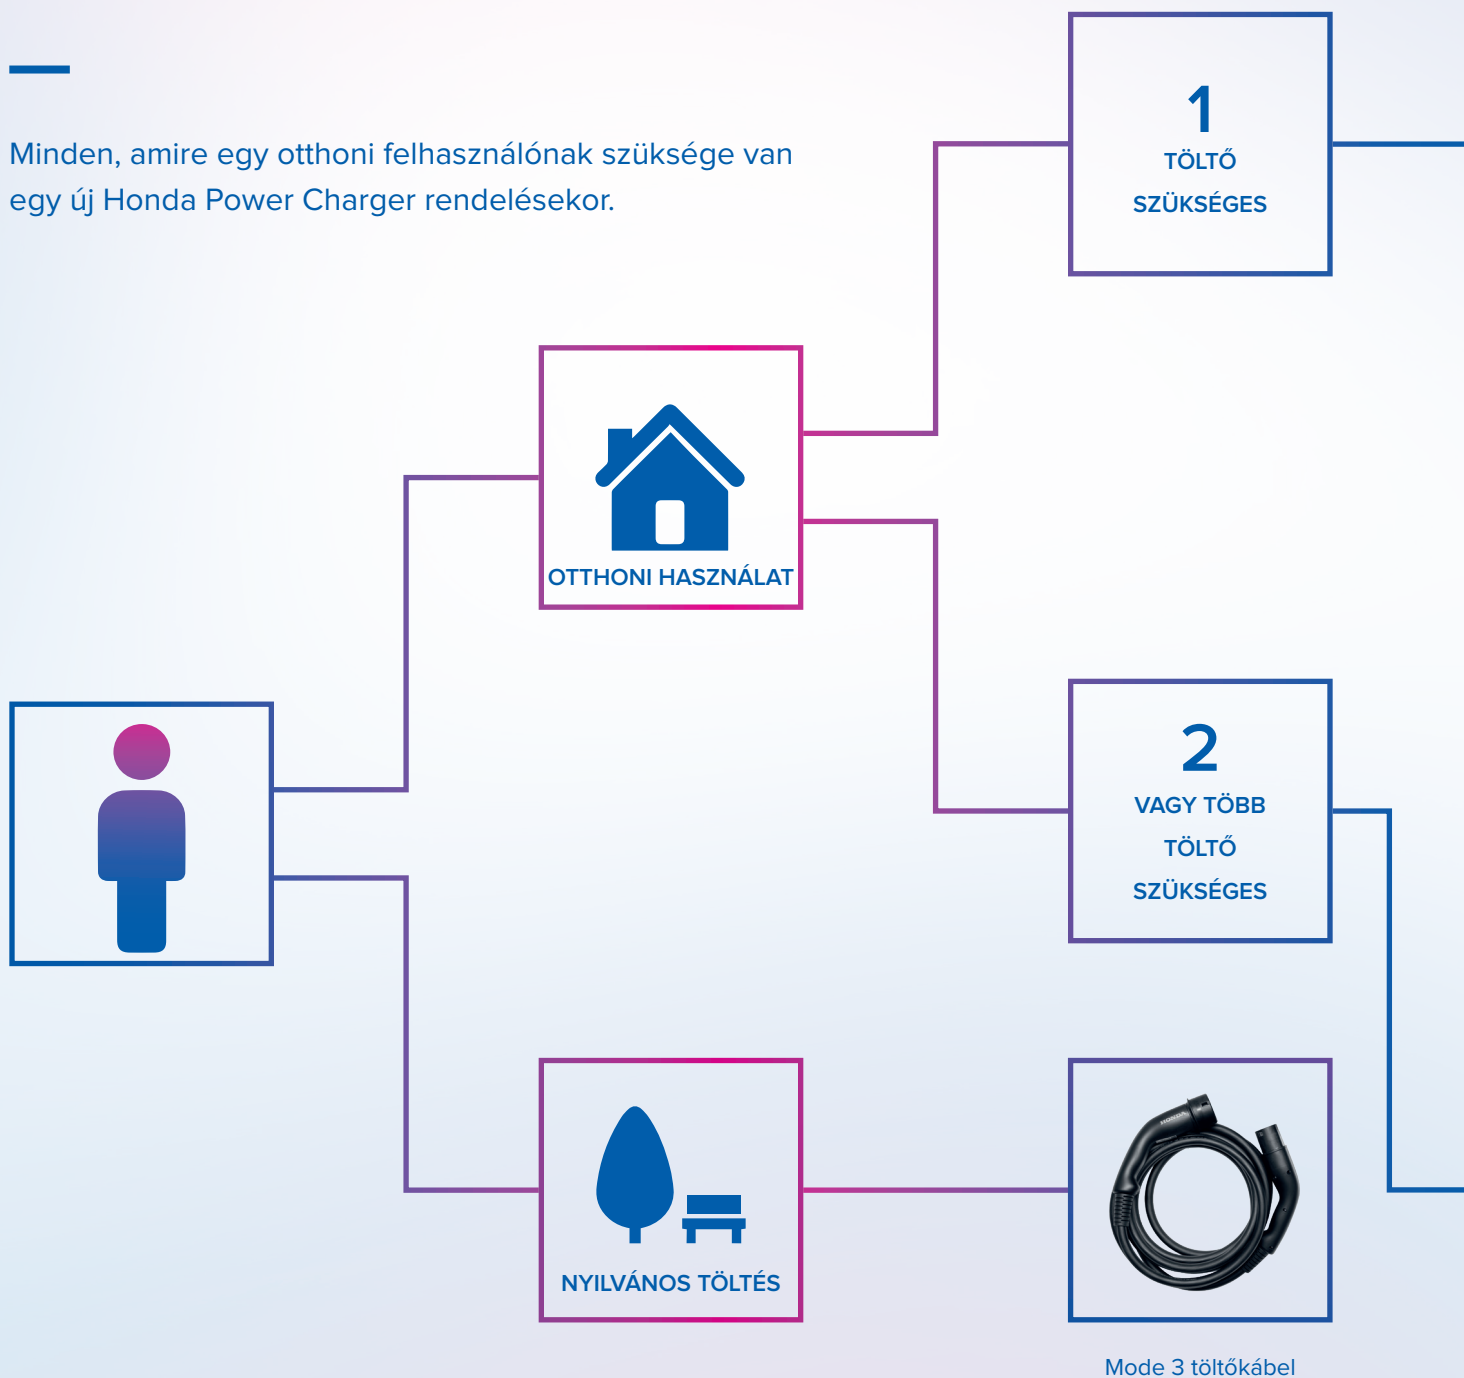 Minden, amire egy otthoni felhasználónak szüksége van
egy új Honda Power Charger rendelésekor.
1
TÖLTŐ
SZÜKSÉGES
OTTHONI HASZNÁLAT
2
VAGY TÖBB
TÖLTŐ
SZÜKSÉGES
NYILVÁNOS TÖLTÉS
Mode 3 töltőkábel